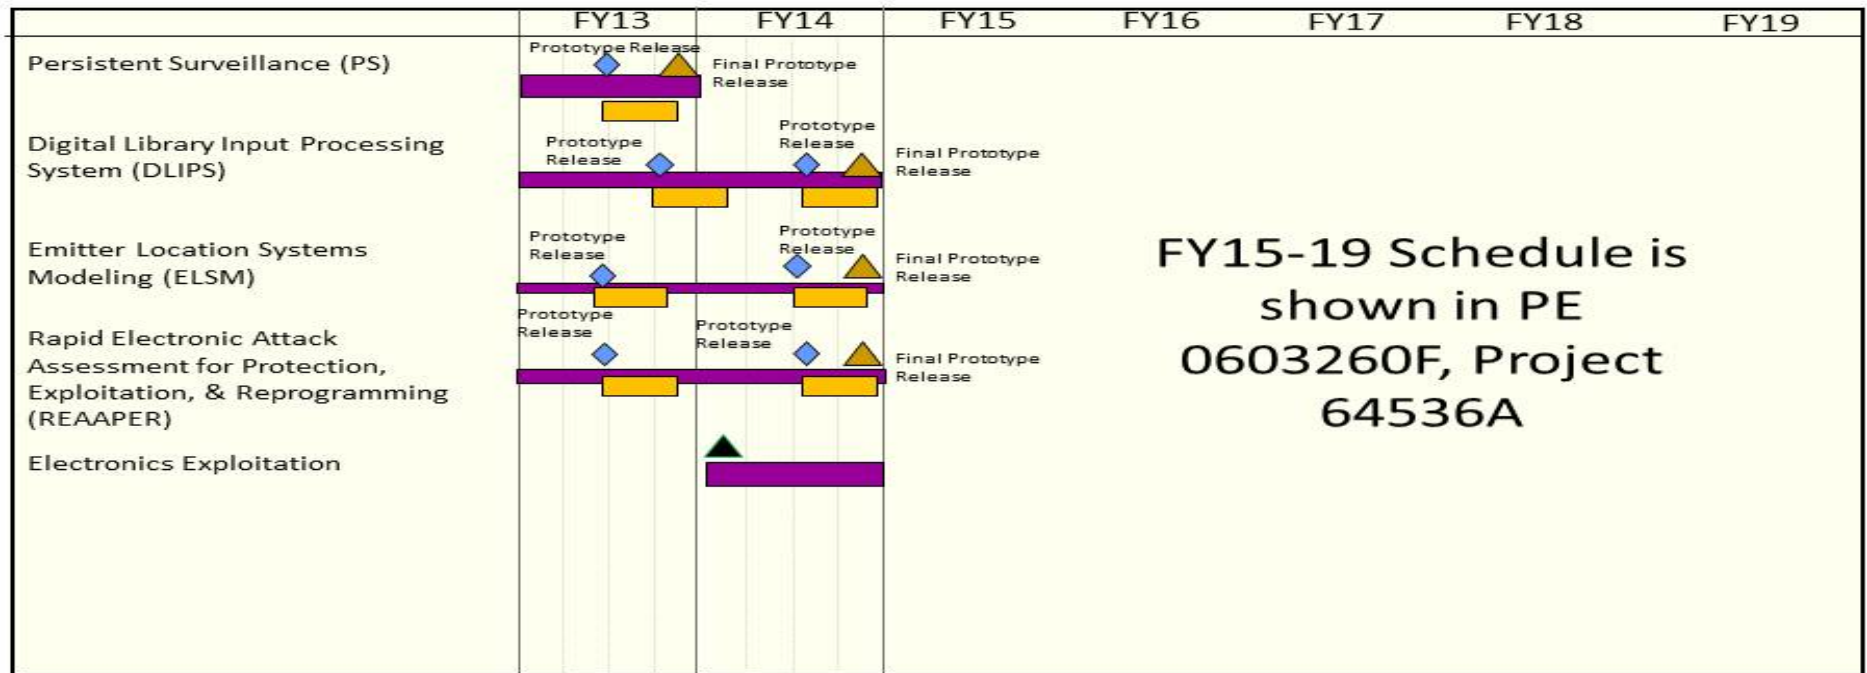 FY13 FY14 FY15 FY16 FY17 FY18 FY19
Persistent Surveillance (PS)
Prototype Release
Final Prototype
Release
Digital Library Input Processing
System (DLIPS)
Prototype
Release
Prototype
Release
Final Prototype
Release
Emitter Location Systems
Modeling (ELSM)
Prototype
Release
Prototype
Release
Final Prototype
Release
Rapid Electronic Attack
Assessment for Protection,
Exploitation, & Reprogramming
(REAAPER)
Prototype
Release
Prototype
Release
Final Prototype
Release
Electronics Exploitation
FY15-19 Schedule is
shown in PE
0603260F, Project
64536A